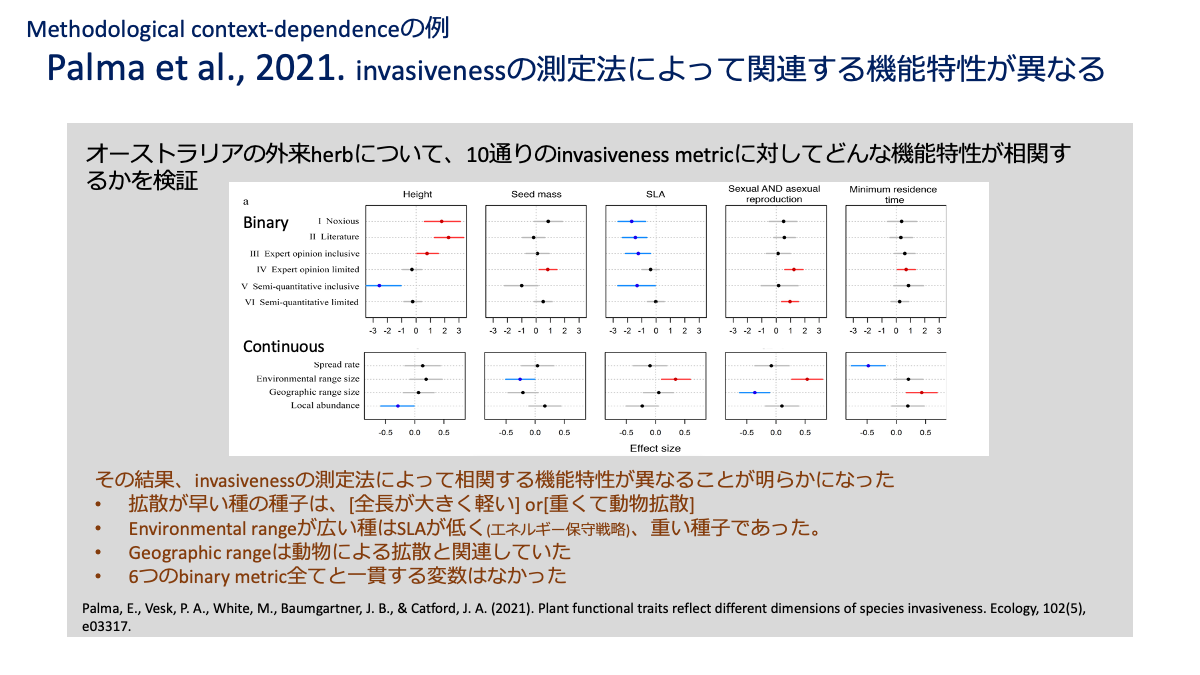 Methodological context-dependenceの例
Palma et al., 2021. invasivenessの測定法によって関連する機能特性が異なる
オーストラリアの外来herbについて、10通りのinvasiveness metricに対してどんな機能特性が相関す
るかを検証
a
Height
Seed mass
SLA
Sexual AND asexual
reproduction
Minimum residence
time
Binary
I Noxious
II Literature
III Expert opinion inclusive
IV Expert opinion limited
V Semi-quantitative inclusive
VI Semi-quantitative limited
-3 -2 -1 0 1 2 3
-3 -2 -1 0 1 2 3
-3 -2 -1 0 1 2 3
-3 -2 -1 0 1 2 3
-3 -2 -1 0 1 2 3
Continuous
Spread rate
Environmental range size
Geographic range size
Local abundance
-0.5 0.0 0.5
-0.5 0.0 0.5
-0.5 0.0 0.5
-0.5 0.0 0.5
-0.5 0.0 0.5
Effect size
その結果、invasivenessの測定法によって相関する機能特性が異なることが明らかになった
• 拡散が早い種の種子は、[全長が大きく軽い] or[重くて動物拡散]
• Environmental rangeが広い種はSLAが低く(エネルギー保守戦略)、重い種子であった。
• Geographic rangeは動物による拡散と関連していた
• 6つのbinary metric全てと一貫する変数はなかった
Palma, E., Vesk, P. A., White, M., Baumgartner, J. B., & Catford, J. A. (2021). Plant functional traits reflect different dimensions of species invasiveness. Ecology, 102(5),
e03317.